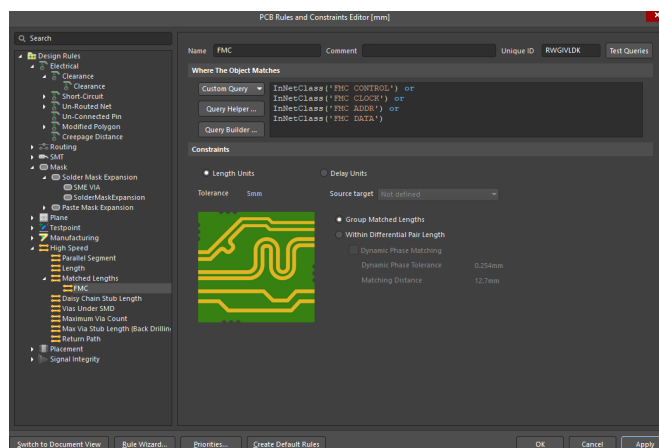 PCB Rules and Constraints Editor [mm]
Search
Design Rules
Electrical
Clearance
Clearance
Short-Circuit
Un-Routed Net
Un-Connected Pin
Modified Polygon
Creepage Distance
Routing
SMT
Mask
Solder Mask Expansion
SME VIA
SolderMaskExpansion
Paste Mask Expansion
Plane
Testpoint
Manufacturing
High Speed
Parallel Segment
Length
Matched Lengths
FMC
Daisy Chain Stub Length
Vias Under SMD
Maximum Via Count
Max Via Stub Length (Back Drillin
Return Path
Placement
Signal Integrity
Name FMC Comment Unique ID RWGIVLDK Test Queries
Where The Object Matches
Custom Query
Query Helper ...
Query Builder ...
InNetClass('FMC CONTROL') or
InNetClass('FMC CLOCK') or
InNetClass('FMC ADDR') or
InNetClass('FMC DATA')
Constraints
Length Units Delay Units
Tolerance 5mm Source target Not defined
Group Matched Lengths
Within Differential Pair Length
Dynamic Phase Matching
Dynamic Phase Tolerance 0.254mm
Matching Distance 12.7mm
Switch to Document View Rule Wizard... Priorities... Create Default Rules OK Cancel Apply